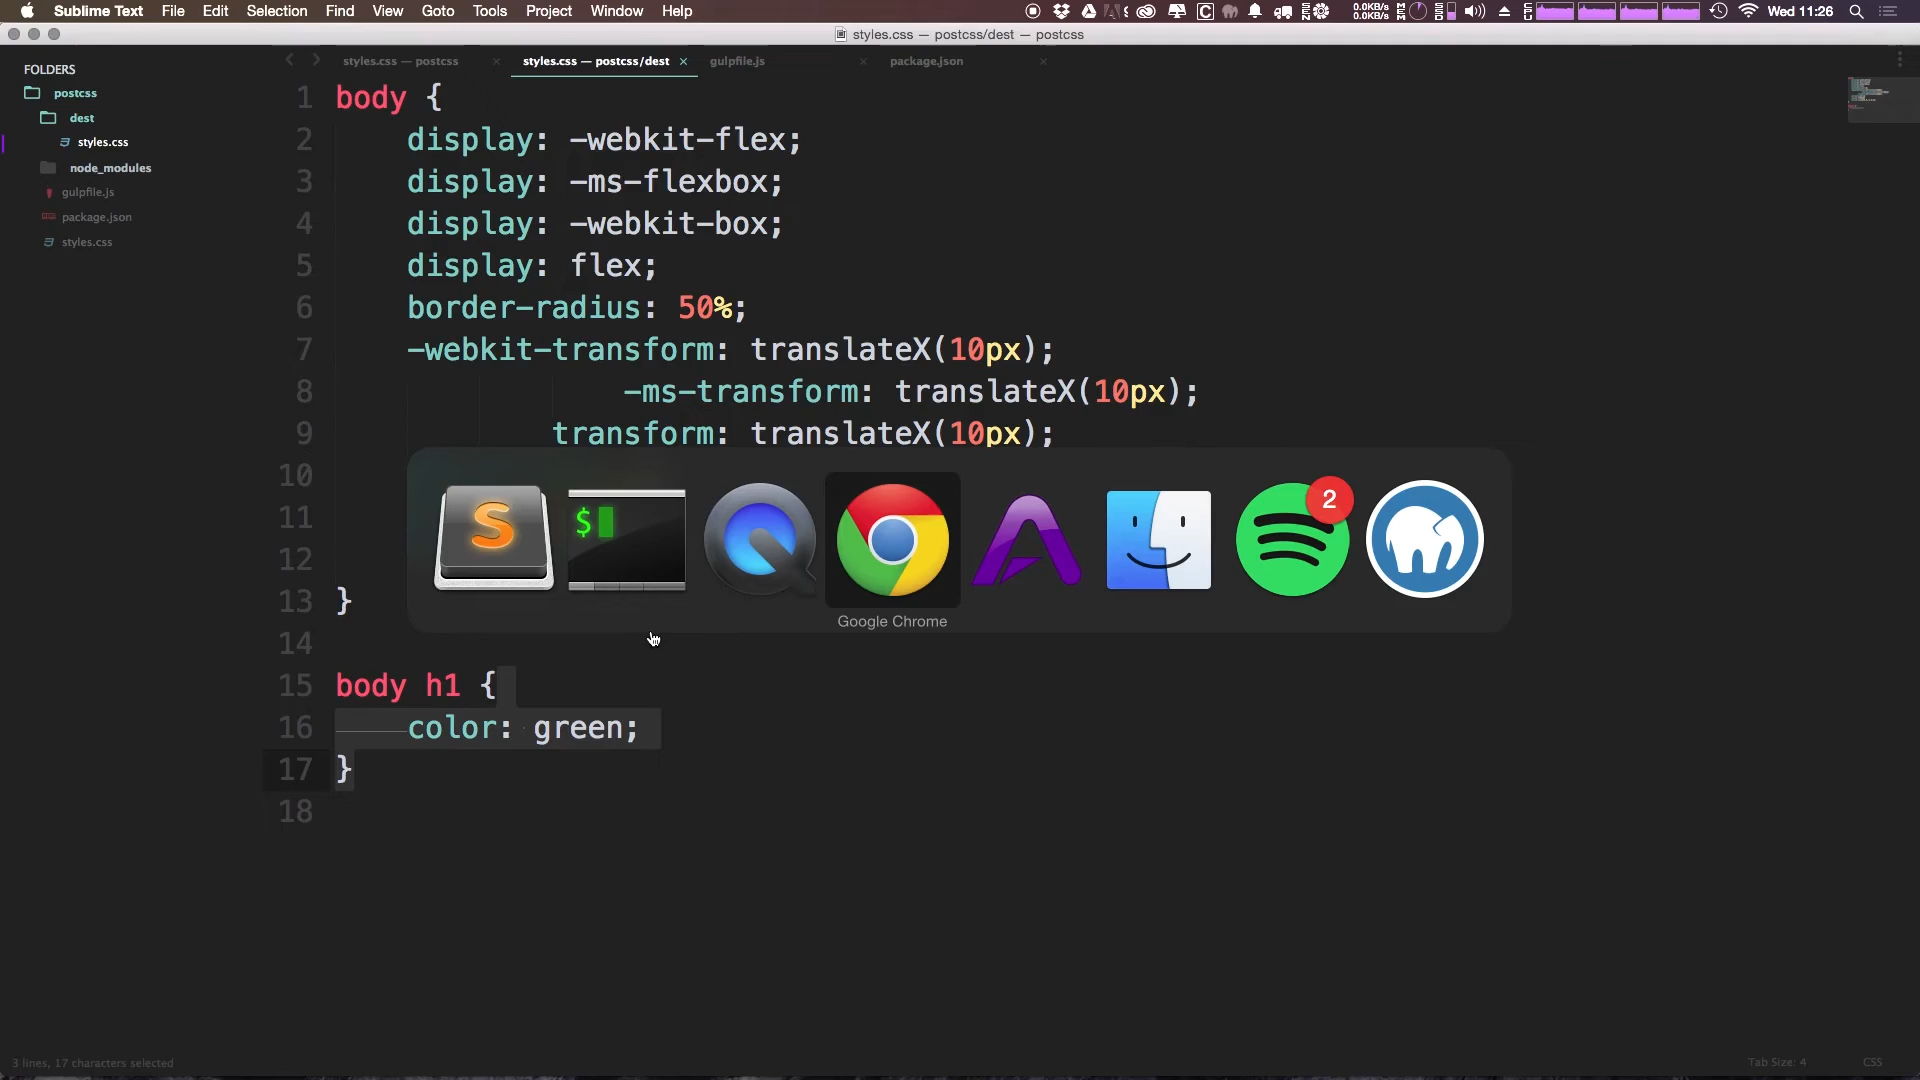 Sublime Text File Edit Selection Find View Goto Tools Project Window Help 0.0KB/s 0.0KB/s Wed 11:26
styles.css — postcss/dest — postcss
FOLDERS
postcss
dest
styles.css
node_modules
gulpfile.js
package.json
styles.css
styles.css — postcss × styles.css — postcss/dest × gulpfile.js × package.json ×
1 body {
2 display: -webkit-flex;
3 display: -ms-flexbox;
4 display: -webkit-box;
5 display: flex;
6 border-radius: 50%;
7 -webkit-transform: translateX(10px);
8 -ms-transform: translateX(10px);
9 transform: translateX(10px);
10
11
12
13 }
14
15 body h1 {
16 color: green;
17 }
18
S $ 2
Google Chrome
3 lines, 17 characters selected Tab Size: 4 CSS